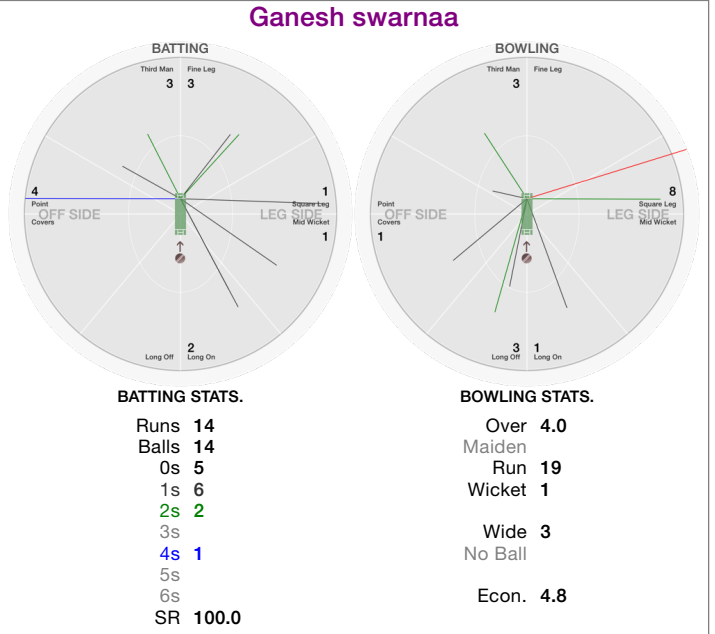 Ganesh swarnaa
BATTING
Third Man Fine Leg
3 3
4 1
Point Square Leg
OFF SIDE LEG SIDE
Covers Mid Wicket
1
2
Long Off Long On
BATTING STATS.
Runs 14
Balls 14
0s 5
1s 6
2s 2
3s
4s 1
5s
6s
SR 100.0
BOWLING
Third Man Fine Leg
3
8
Point Square Leg
OFF SIDE LEG SIDE
Covers Mid Wicket
1
3 1
Long Off Long On
BOWLING STATS.
Over 4.0
Maiden
Run 19
Wicket 1
Wide 3
No Ball
Econ. 4.8